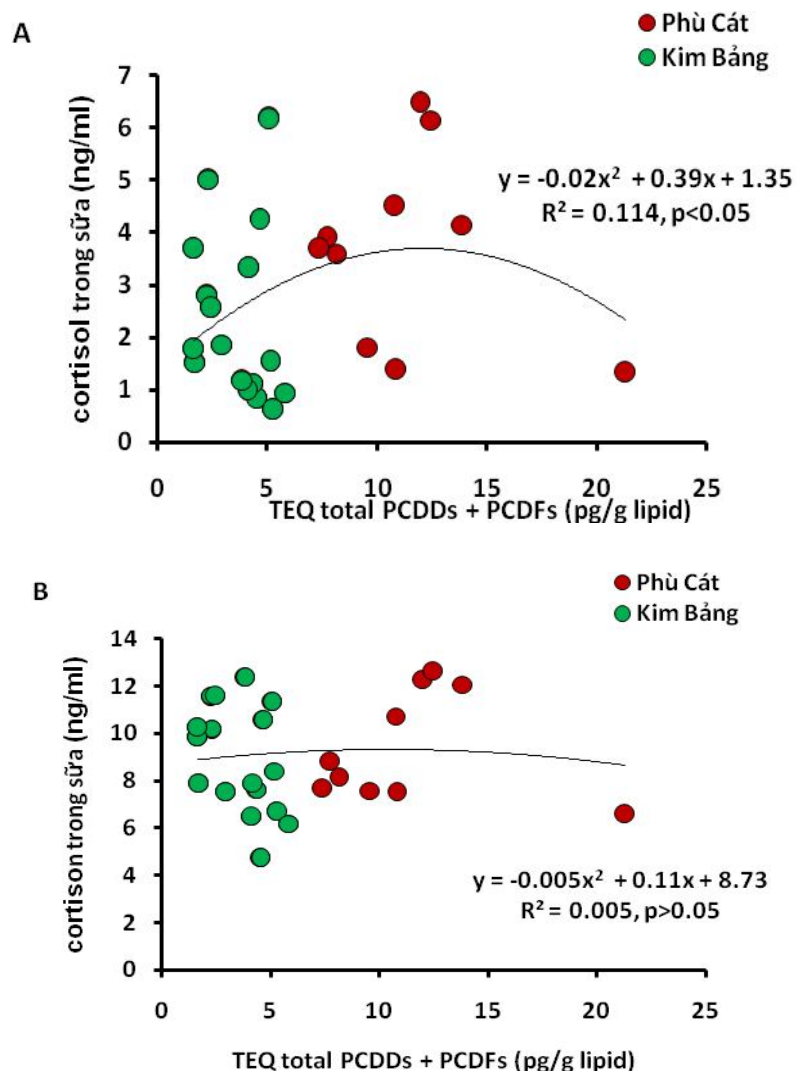 A
Phù Cát
Kim Bảng
cortisol trong sữa (ng/ml)
7
6
5
4
3
2
1
0
y = -0.02x² + 0.39x + 1.35
R² = 0.114, p<0.05
0 5 10 15 20 25
TEQ total PCDDs + PCDFs (pg/g lipid)
B
Phù Cát
Kim Bảng
cortison trong sữa (ng/ml)
14
12
10
8
6
4
2
0
y = -0.005x² + 0.11x + 8.73
R² = 0.005, p>0.05
0 5 10 15 20 25
TEQ total PCDDs + PCDFs (pg/g lipid)